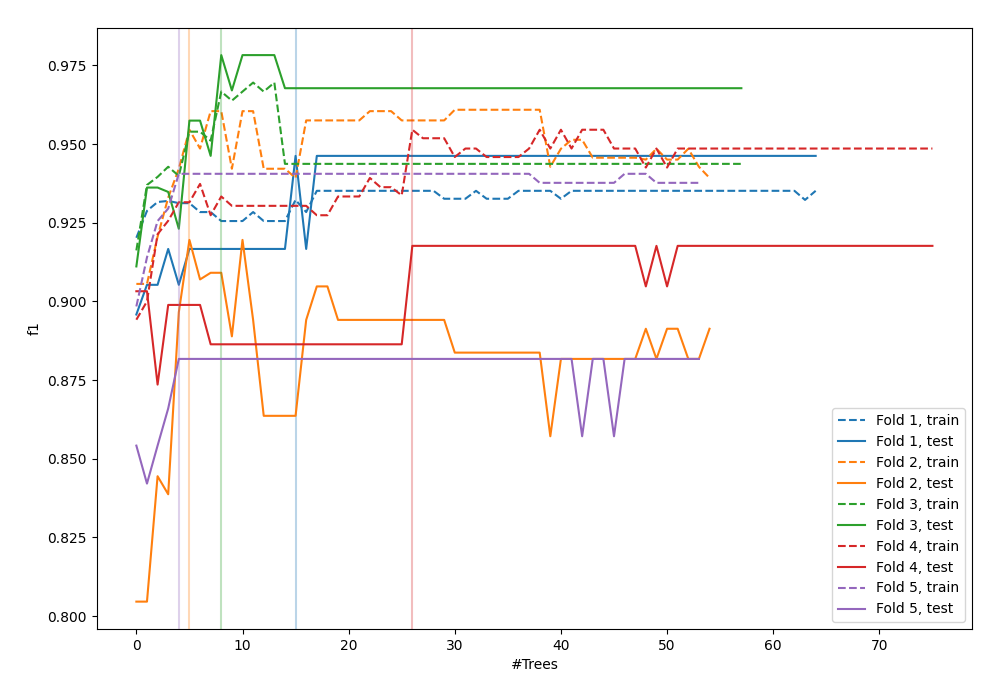 0.975
0.950
0.925
0.900
0.875
0.850
0.825
0.800
f1
0 10 20 30 40 50 60 70
#Trees
Fold 1, train
Fold 1, test
Fold 2, train
Fold 2, test
Fold 3, train
Fold 3, test
Fold 4, train
Fold 4, test
Fold 5, train
Fold 5, test